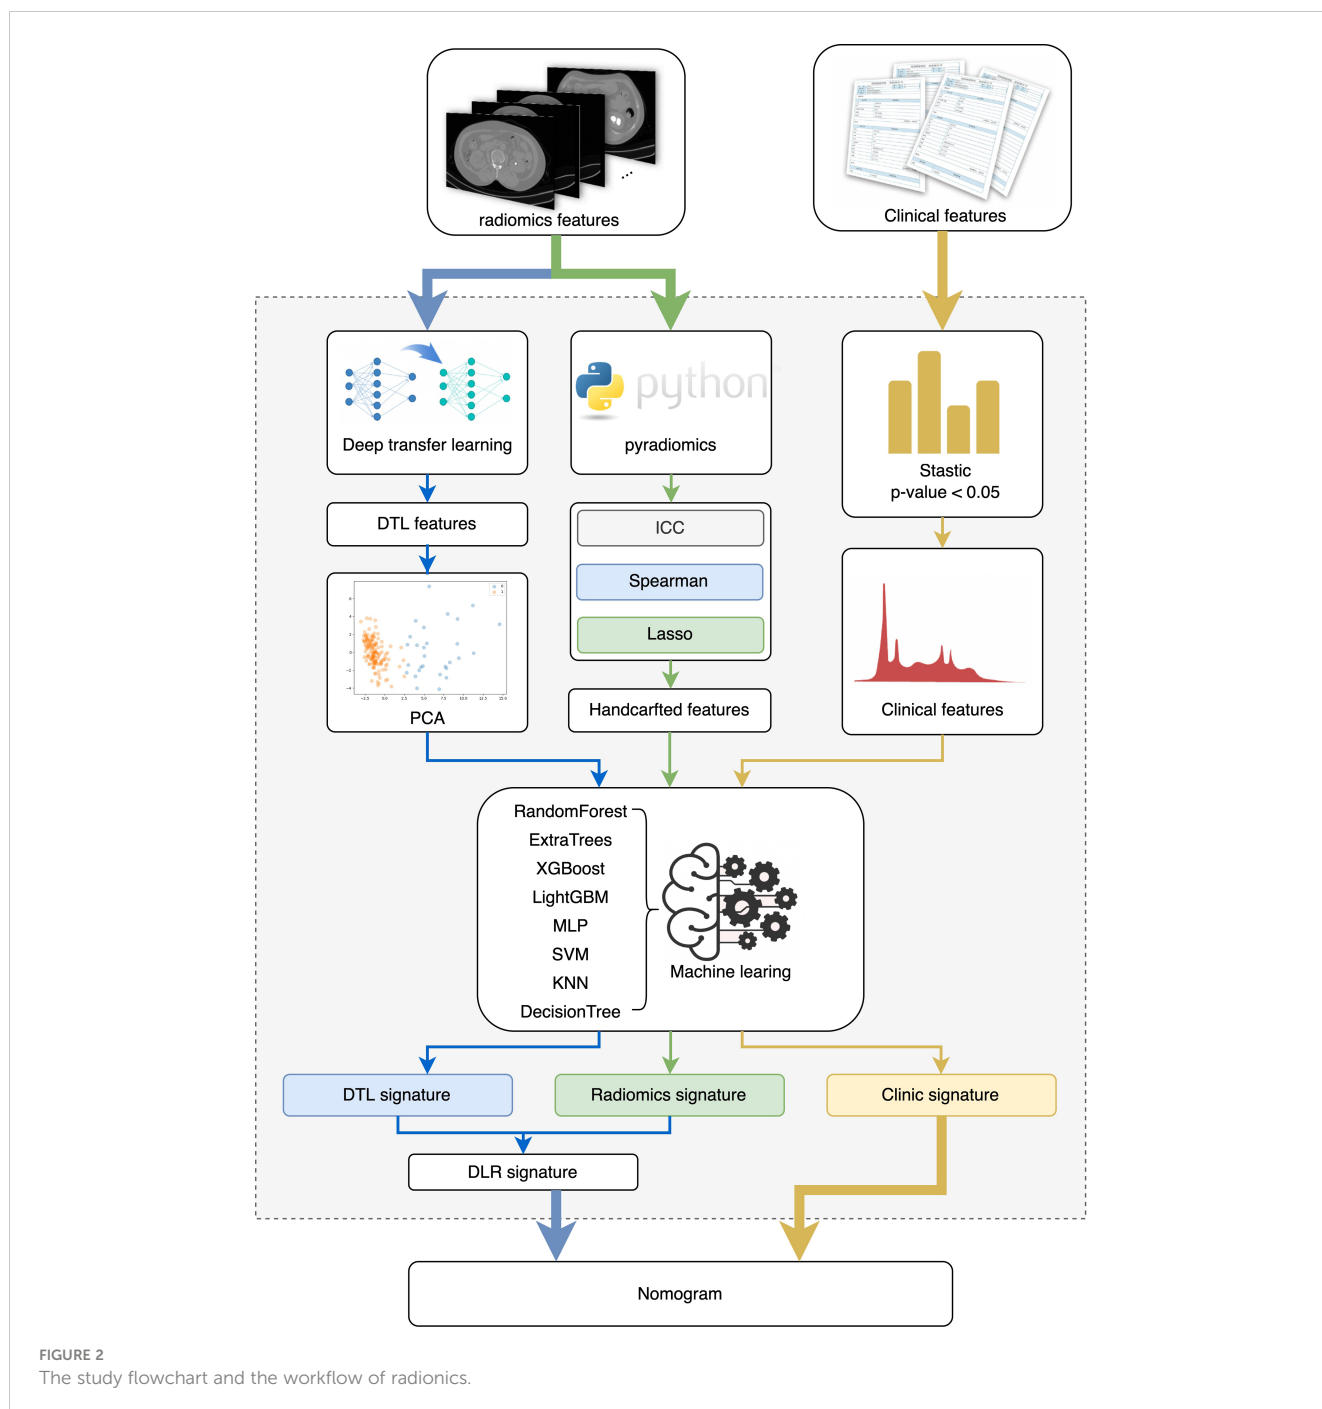 radiomics features
...
Clinical features
python
Deep transfer learning
pyradiomics
Stastic
p-value < 0.05
DTL features
ICC
Spearman
Lasso
PCA
Handcarfted features
Clinical features
RandomForest
ExtraTrees
XGBoost
LightGBM
MLP
SVM
KNN
DecisionTree
Machine learing
DTL signature
Radiomics signature
Clinic signature
DLR signature
Nomogram
FIGURE 2
The study flowchart and the workflow of radionics.